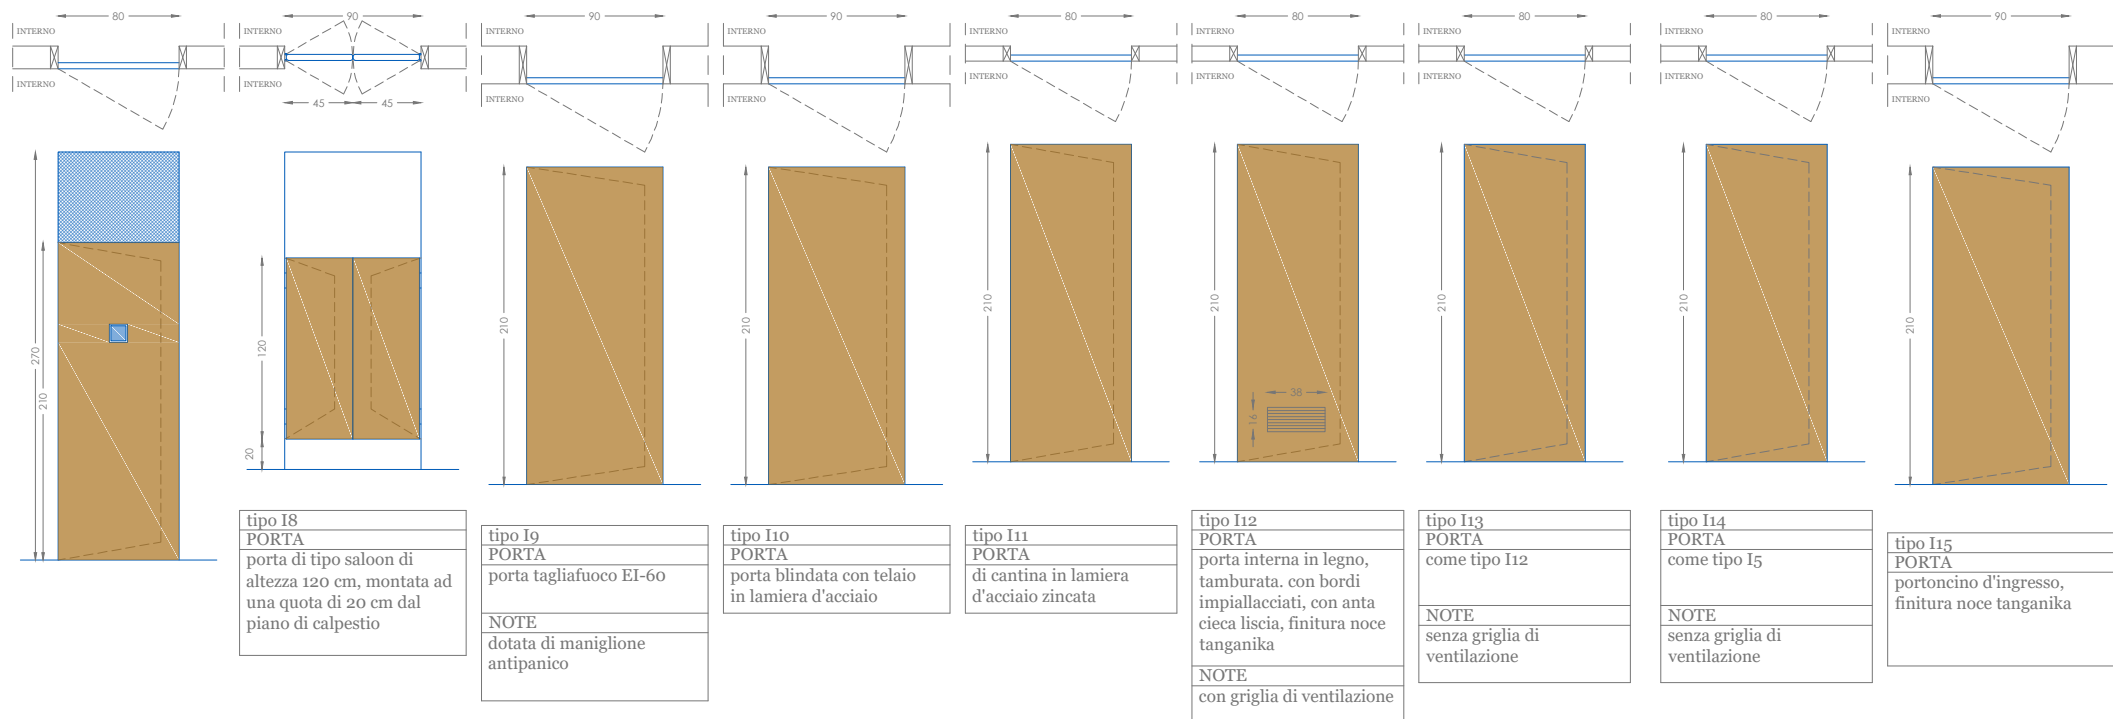 80
INTERNO
INTERNO
270
210
90
INTERNO
INTERNO
45
45
120
20
tipo I8
PORTA
porta di tipo saloon di
altezza 120 cm, montata ad
una quota di 20 cm dal
piano di calpestio
90
INTERNO
INTERNO
210
tipo I9
PORTA
porta tagliafuoco EI-60
NOTE
dotata di maniglione
antipanico
90
INTERNO
INTERNO
210
tipo I10
PORTA
porta blindata con telaio
in lamiera d'acciaio
80
INTERNO
INTERNO
210
tipo I11
PORTA
di cantina in lamiera
d'acciaio zincata
80
INTERNO
INTERNO
210
38
16
tipo I12
PORTA
porta interna in legno,
tamburata. con bordi
impiallacciati, con anta
cieca liscia, finitura noce
tanganika
NOTE
con griglia di ventilazione
80
INTERNO
INTERNO
210
tipo I13
PORTA
come tipo I12
NOTE
senza griglia di
ventilazione
80
INTERNO
INTERNO
210
tipo I14
PORTA
come tipo I5
NOTE
senza griglia di
ventilazione
90
INTERNO
INTERNO
210
tipo I15
PORTA
portoncino d'ingresso,
finitura noce tanganika